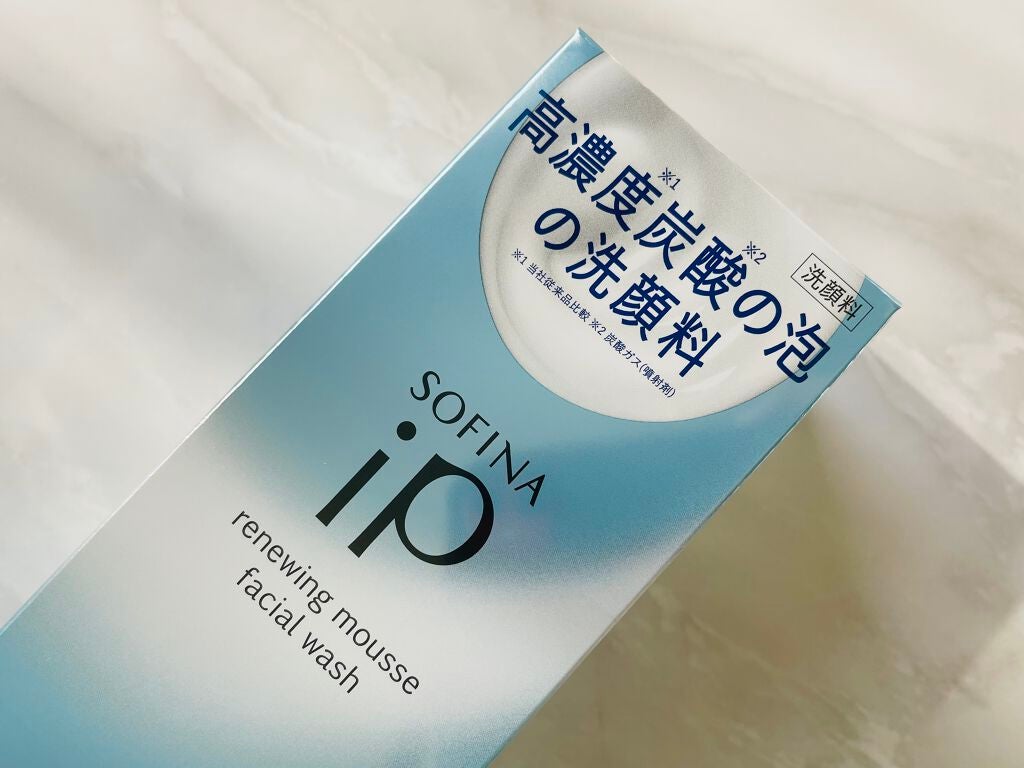 高濃度※1炭酸※2の泡
の洗顔料
※1 当社従来品比較 ※2 炭酸ガス(噴射剤)
洗顔料
SOFINA
iP
renewing mousse
facial wash